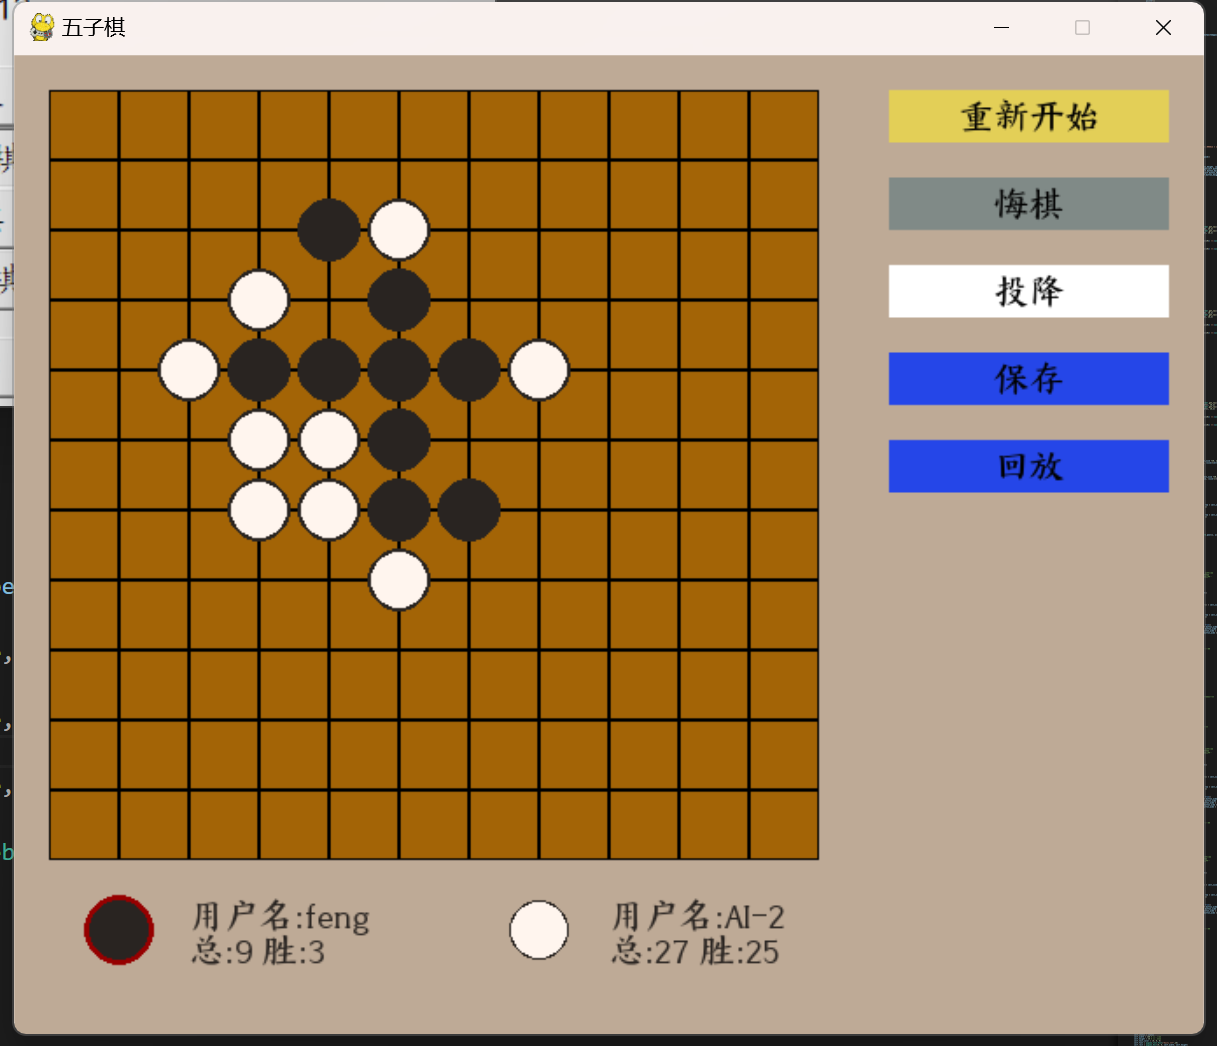 五子棋
重新开始
悔棋
投降
保存
回放
用户名:feng
总:9 胜:3
用户名:AI-2
总:27 胜:25